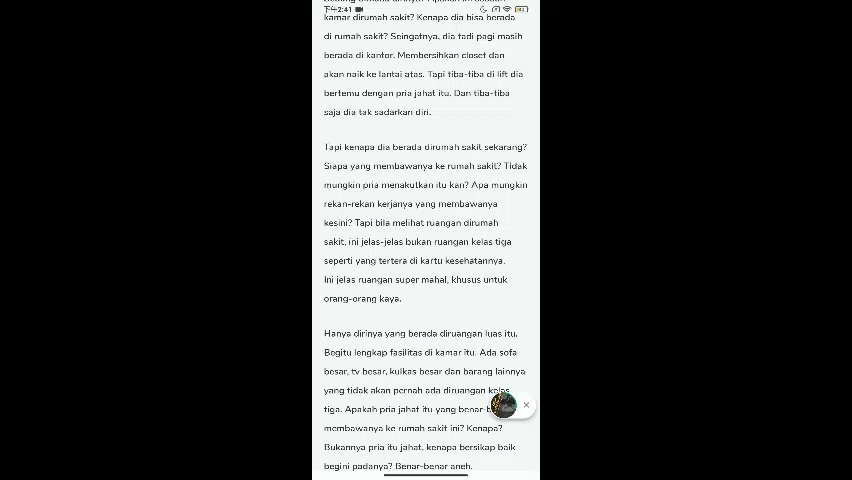 下午2:41
kamar dirumah sakit? Kenapa dia bisa berada
di rumah sakit? Seingatnya, dia tadi pagi masih
berada di kantor. Membersihkan closet dan
akan naik ke lantai atas. Tapi tiba-tiba di lift dia
bertemu dengan pria jahat itu. Dan tiba-tiba
saja dia tak sadarkan diri.
Tapi kenapa dia berada dirumah sakit sekarang?
Siapa yang membawanya ke rumah sakit? Tidak
mungkin pria menakutkan itu kan? Apa mungkin
rekan-rekan kerjanya yang membawanya
kesini? Tapi bila melihat ruangan dirumah
sakit, ini jelas-jelas bukan ruangan kelas tiga
seperti yang tertera di kartu kesehatannya.
Ini jelas ruangan super mahal, khusus untuk
orang-orang kaya.
Hanya dirinya yang berada diruangan luas itu.
Begitu lengkap fasilitas di kamar itu. Ada sofa
besar, tv besar, kulkas besar dan barang lainnya
yang tidak akan pernah ada diruangan kelas
tiga. Apakah pria jahat itu yang
membawanya ke rumah sakit ini? Kenapa?
Bukannya pria itu jahat, kenapa bersikap baik
begini padanya? Benar-benar aneh.